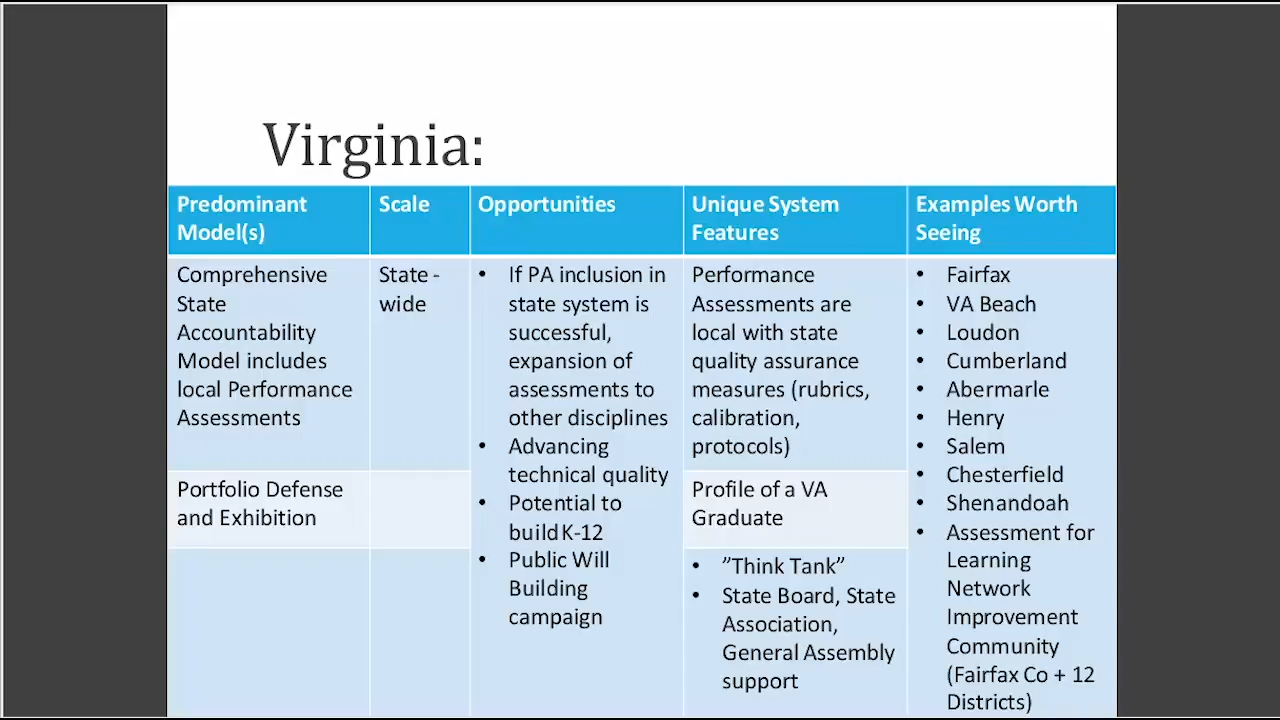 Virginia:
Predominant
Model(s)
Scale
Opportunities
Unique System
Features
Examples Worth
Seeing
Comprehensive
State
Accountability
Model includes
local Performance
Assessments
State -
wide
• If PA inclusion in
state system is
successful,
expansion of
assessments to
other disciplines
• Advancing
technical quality
• Potential to
build K-12
• Public Will
Building
campaign
Performance
Assessments are
local with state
quality assurance
measures (rubrics,
calibration,
protocols)
• Fairfax
• VA Beach
• Loudon
• Cumberland
• Abermarle
• Henry
• Salem
• Chesterfield
• Shenandoah
• Assessment for
Learning
Network
Improvement
Community
(Fairfax Co + 12
Districts)
Portfolio Defense
and Exhibition
Profile of a VA
Graduate
• ”Think Tank”
• State Board, State
Association,
General Assembly
support